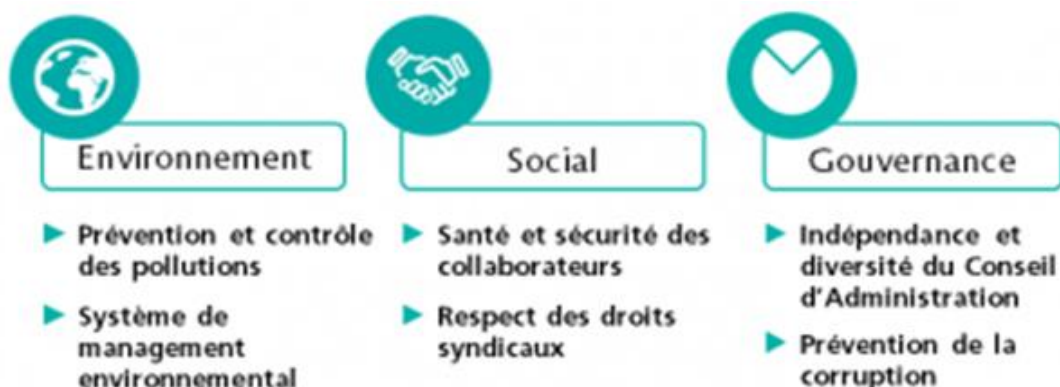 Environnement
Prévention et contrôle
des pollutions
Système de
management
environnemental
Social
Santé et sécurité des
collaborateurs
Respect des droits
syndicaux
Gouvernance
Indépendance et
diversité du Conseil
d'Administration
Prévention de la
corruption